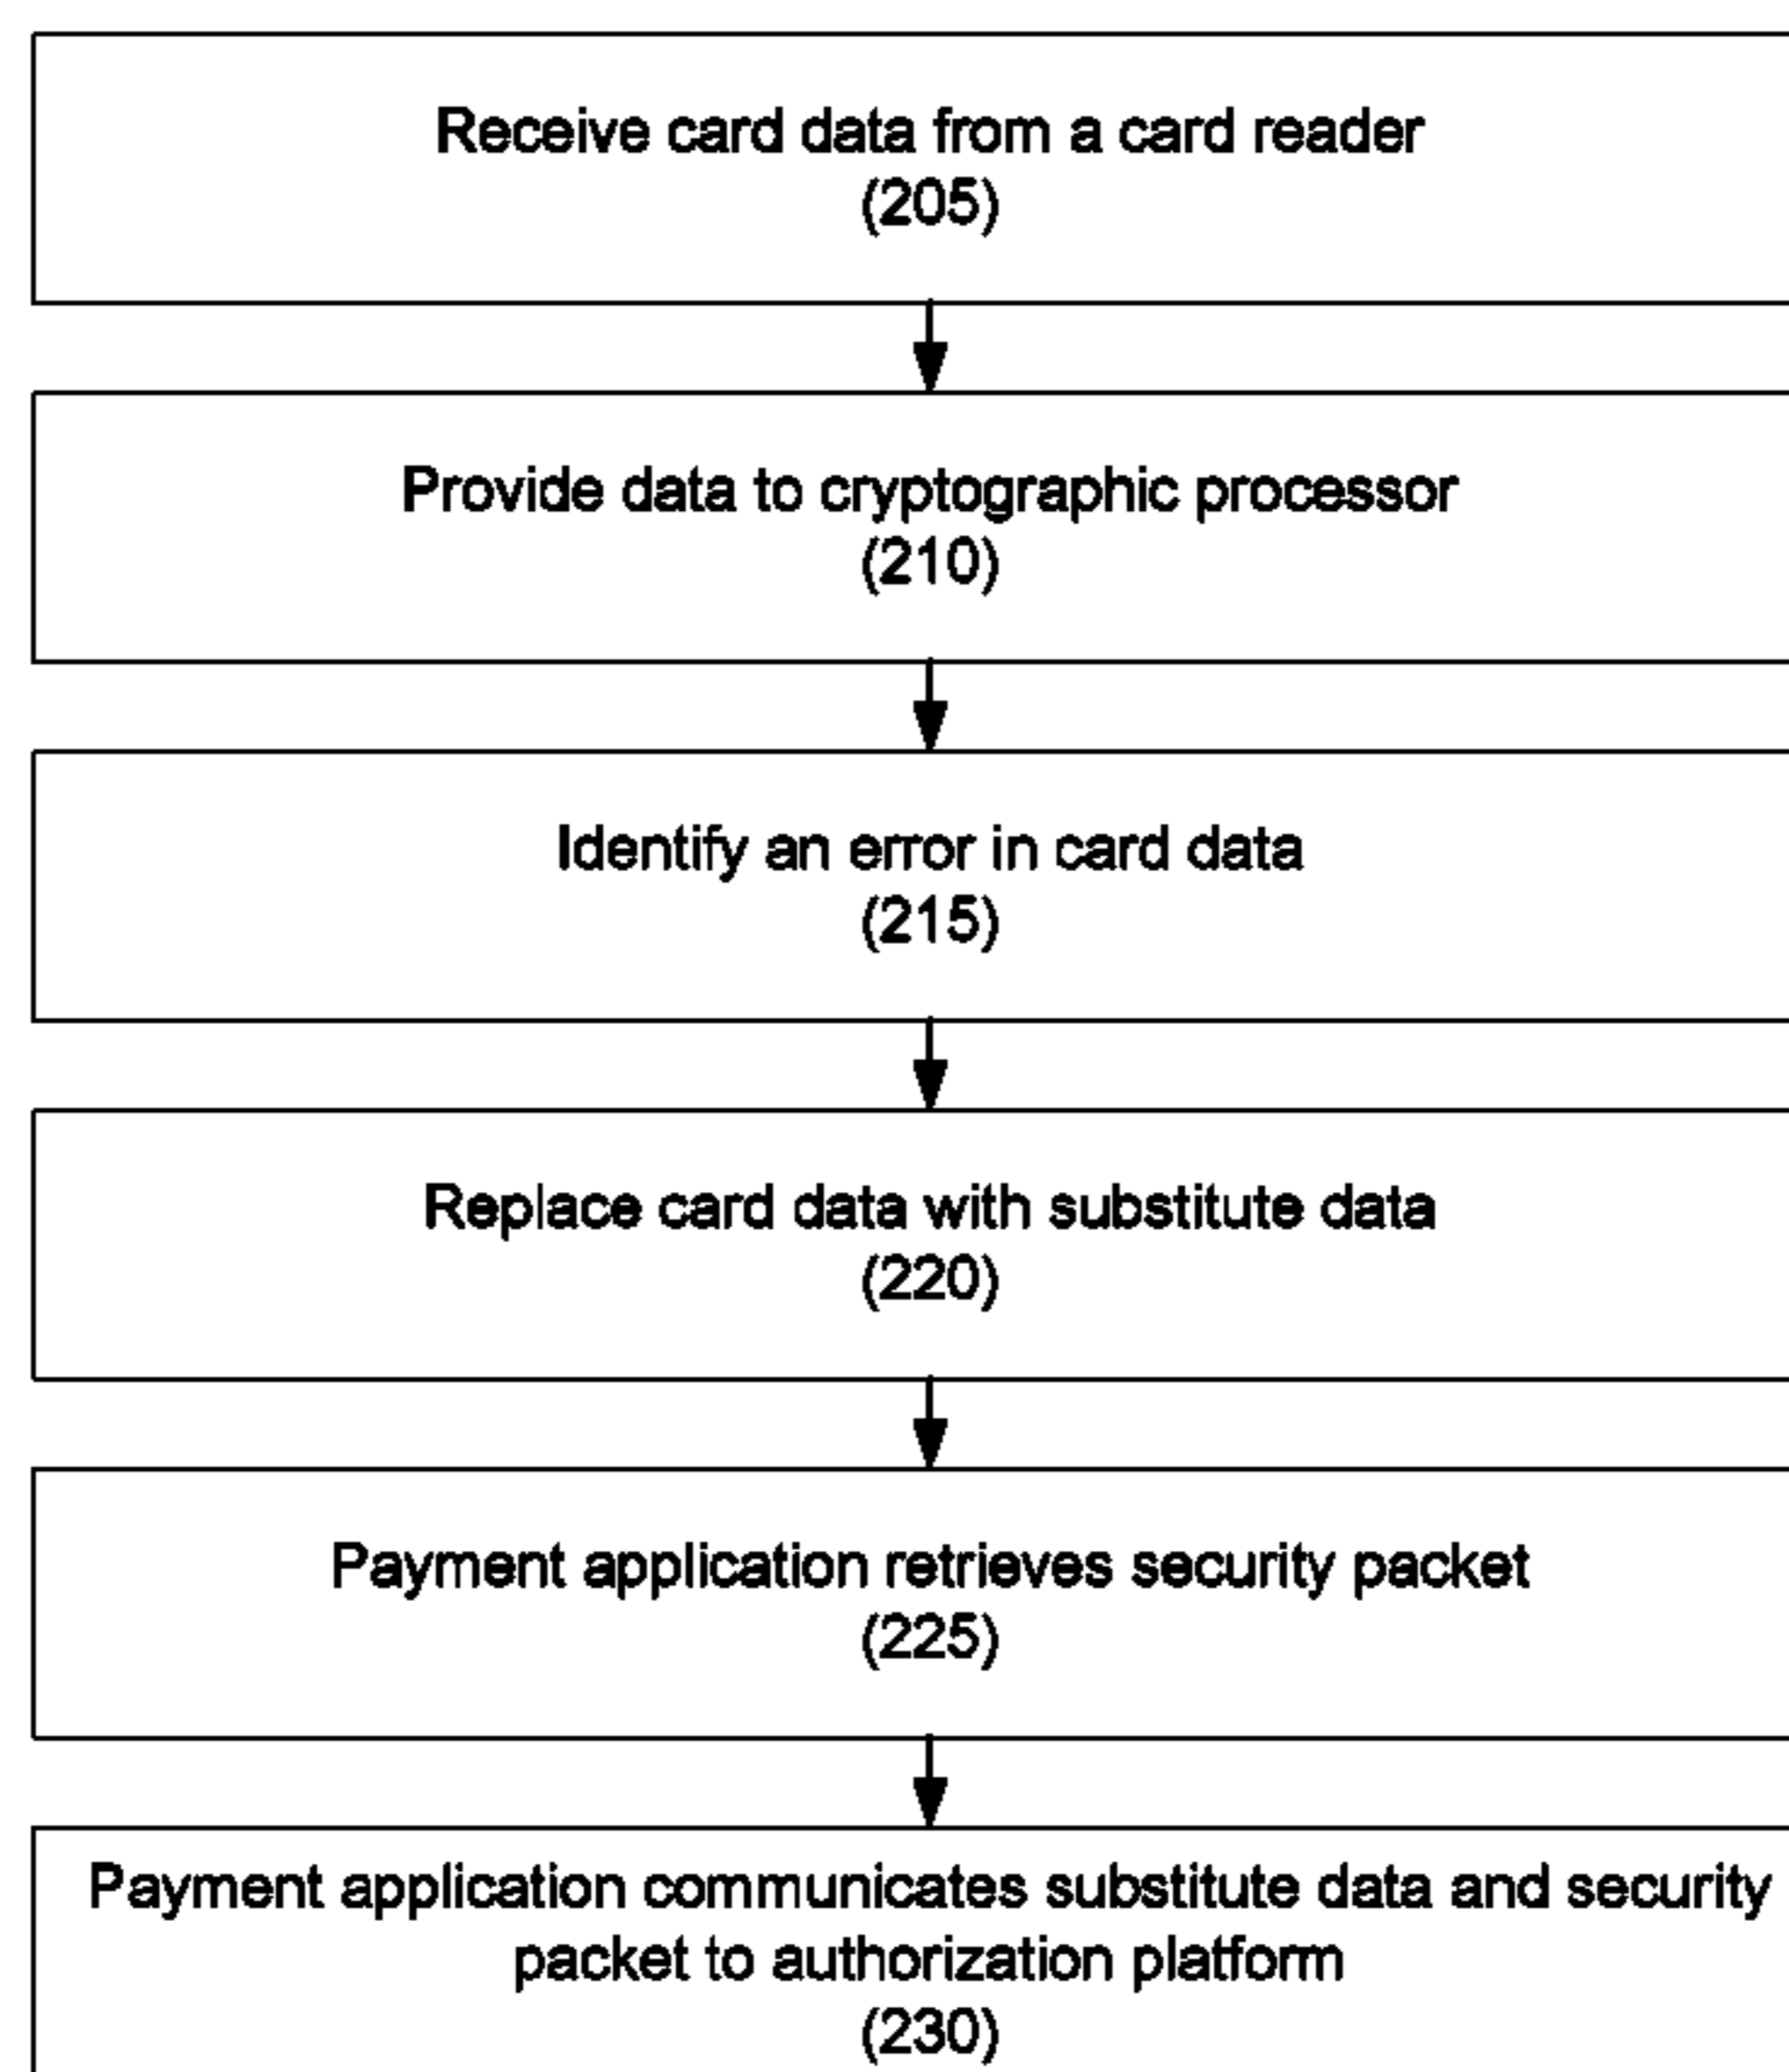 Receive card data from a card reader
(205)
Provide data to cryptographic processor
(210)
Identify an error in card data
(215)
Replace card data with substitute data
(220)
Payment application retrieves security packet
(225)
Payment application communicates substitute data and security
packet to authorization platform
(230)